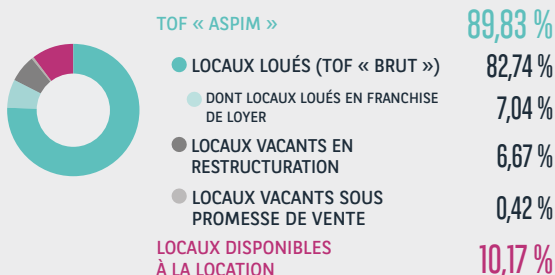 TOF « ASPIM » 89,83 %
LOCAUX LOUÉS (TOF « BRUT ») 82,74 %
DONT LOCAUX LOUÉS EN FRANCHISE
DE LOYER 7,04 %
LOCAUX VACANTS EN
RESTRUCTURATION 6,67 %
LOCAUX VACANTS SOUS
PROMESSE DE VENTE 0,42 %
LOCAUX DISPONIBLES
À LA LOCATION 10,17 %